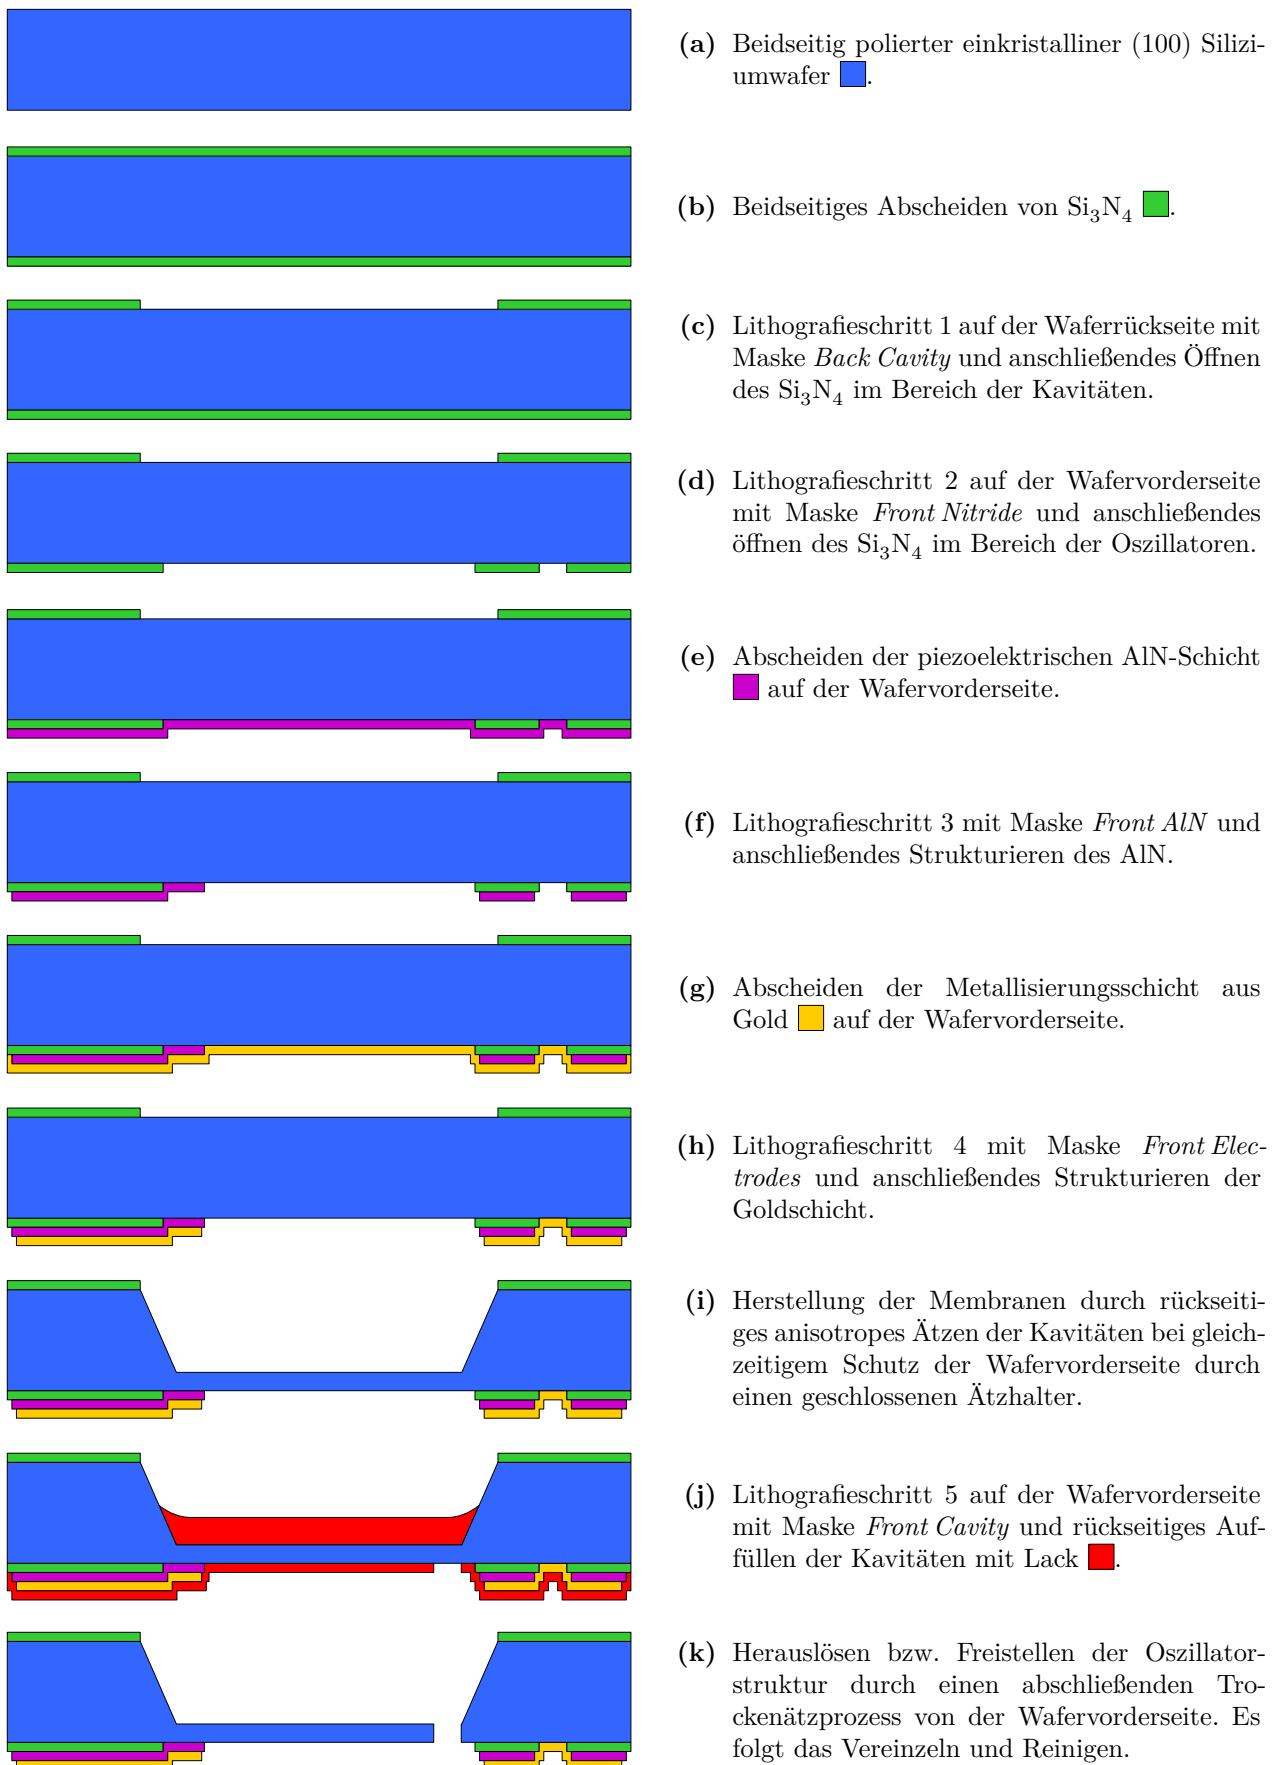 (a) Beidseitig polierter einkristalliner (100) Silizi-
umwafer .
(b) Beidseitiges Abscheiden von Si₃N₄ .
(c) Lithografieschritt 1 auf der Waferrückseite mit
Maske Back Cavity und anschließendes Öffnen
des Si₃N₄ im Bereich der Kavitäten.
(d) Lithografieschritt 2 auf der Wafervorderseite
mit Maske Front Nitride und anschließendes
öffnen des Si₃N₄ im Bereich der Oszillatoren.
(e) Abscheiden der piezoelektrischen AlN-Schicht
auf der Wafervorderseite.
(f) Lithografieschritt 3 mit Maske Front AlN und
anschließendes Strukturieren des AlN.
(g) Abscheiden der Metallisierungsschicht aus
Gold auf der Wafervorderseite.
(h) Lithografieschritt 4 mit Maske Front Elec-
trodes und anschließendes Strukturieren der
Goldschicht.
(i) Herstellung der Membranen durch rückseiti-
ges anisotropes Ätzen der Kavitäten bei gleich-
zeitigem Schutz der Wafervorderseite durch
einen geschlossenen Ätzhalter.
(j) Lithografieschritt 5 auf der Wafervorderseite
mit Maske Front Cavity und rückseitiges Auf-
füllen der Kavitäten mit Lack .
(k) Herauslösen bzw. Freistellen der Oszillator-
struktur durch einen abschließenden Tro-
ckenätzprozess von der Wafervorderseite. Es
folgt das Vereinzeln und Reinigen.